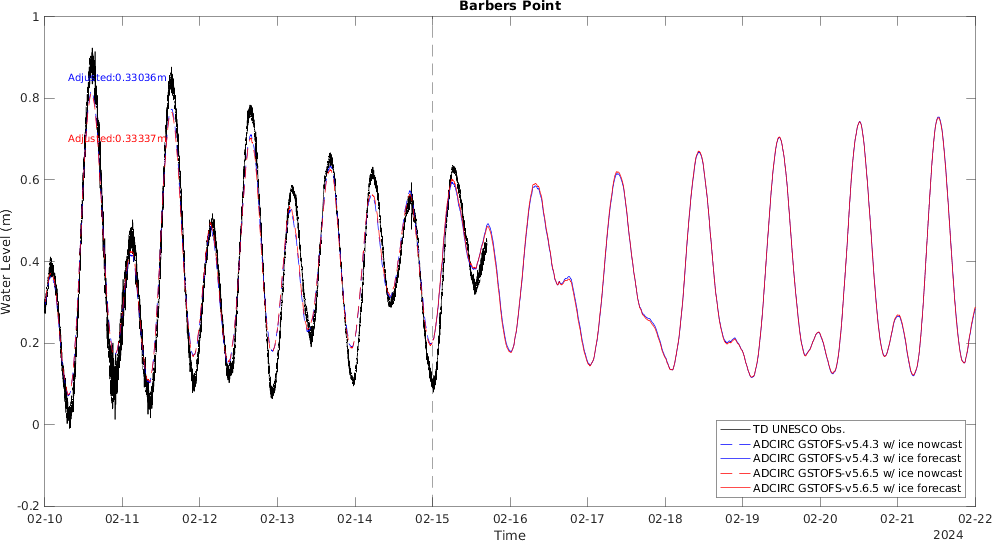 Barbers Point
Water Level (m)
1
0.8
0.6
0.4
0.2
0
-0.2
Adjusted:0.33036m
Adjusted:0.33337m
TD UNESCO Obs.
ADCIRC GSTOFS-v5.4.3 w/ ice nowcast
ADCIRC GSTOFS-v5.4.3 w/ ice forecast
ADCIRC GSTOFS-v5.6.5 w/ ice nowcast
ADCIRC GSTOFS-v5.6.5 w/ ice forecast
02-10 02-11 02-12 02-13 02-14 02-15 02-16 02-17 02-18 02-19 02-20 02-21 02-22
Time
2024